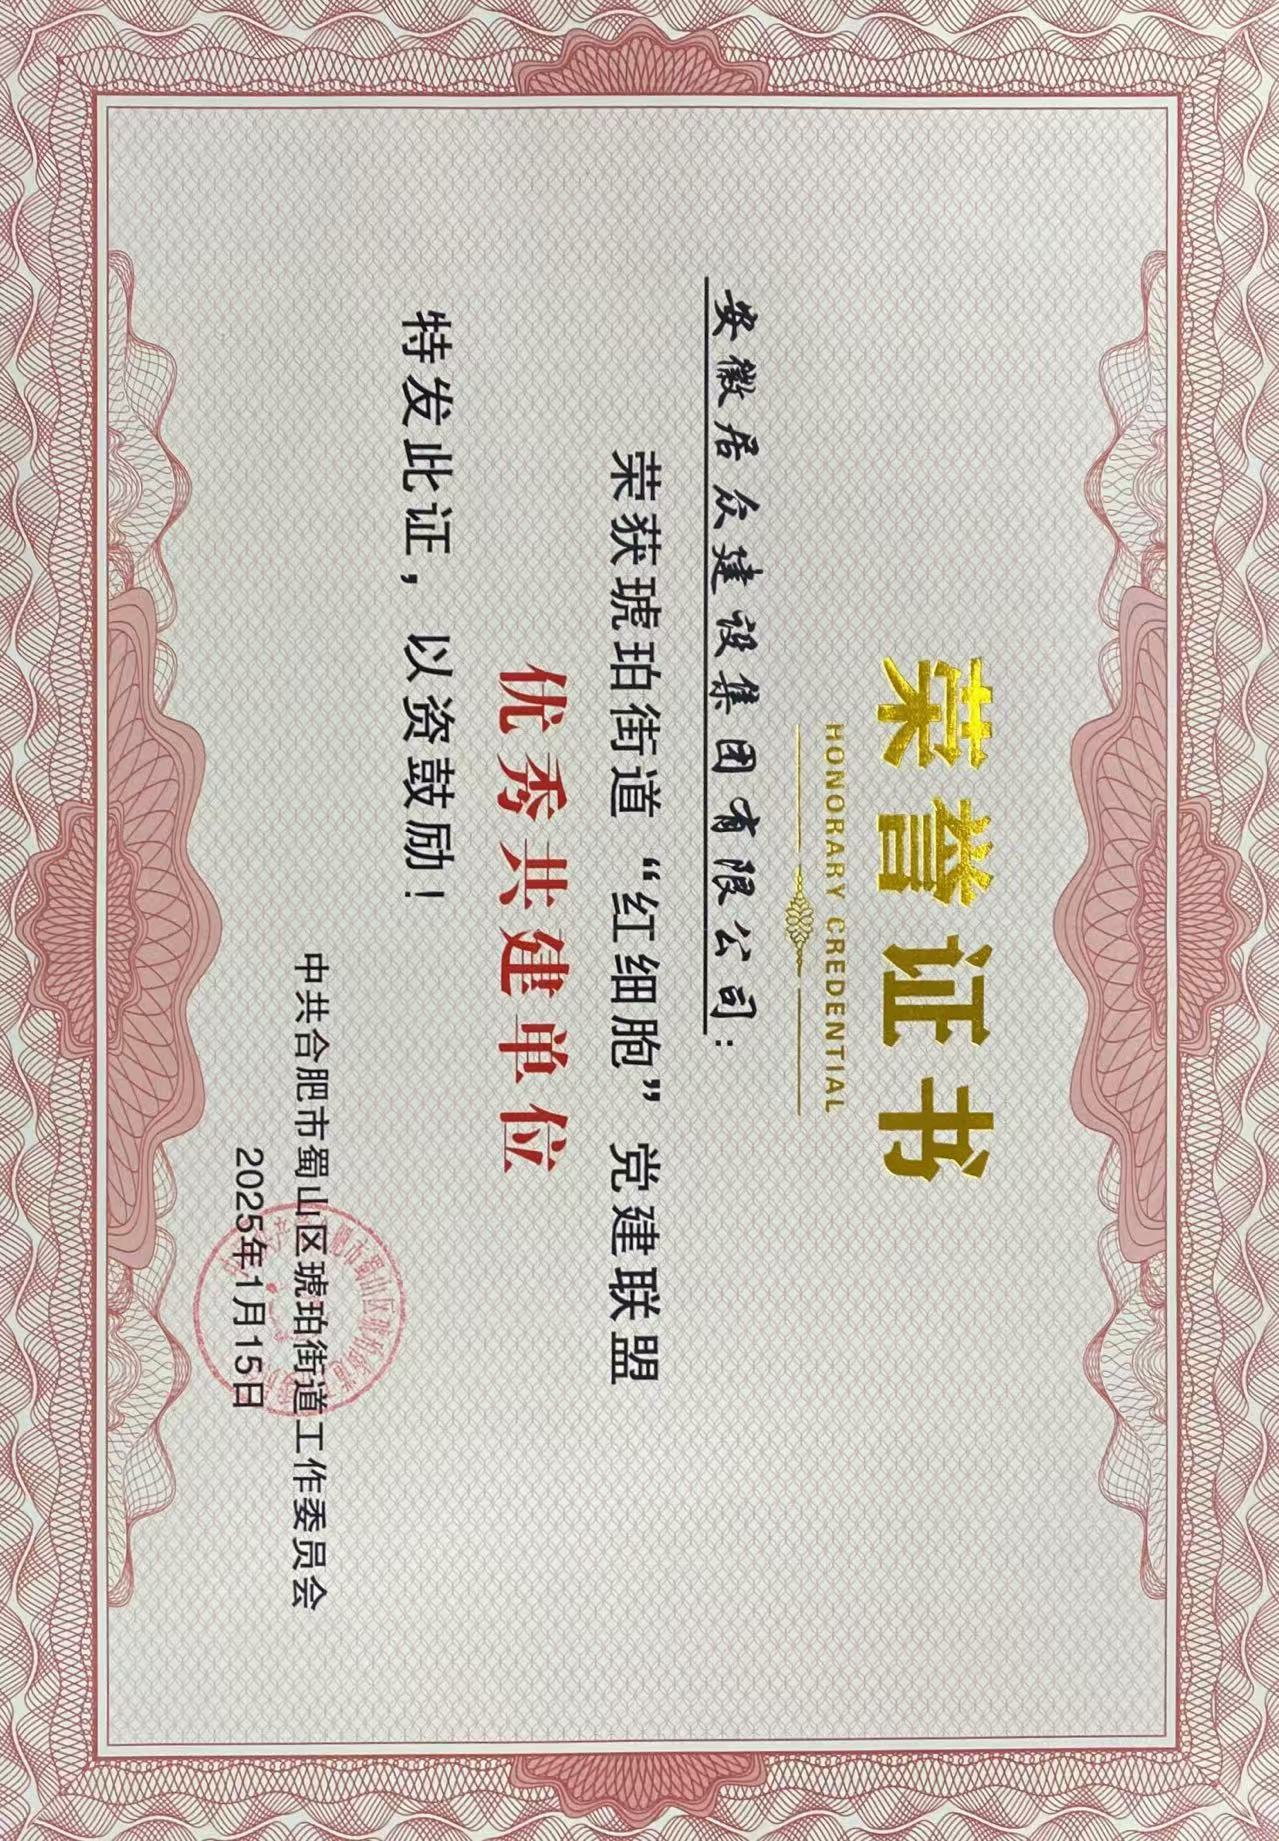 荣誉证书
HONORARY CREDENTIAL
安徽居众建设集团有限公司：
荣获琥珀街道“红细胞”党建联盟
优秀共建单位
特发此证，以资鼓励！
中共合肥市蜀山区琥珀街道工作委员会
2025年1月15日